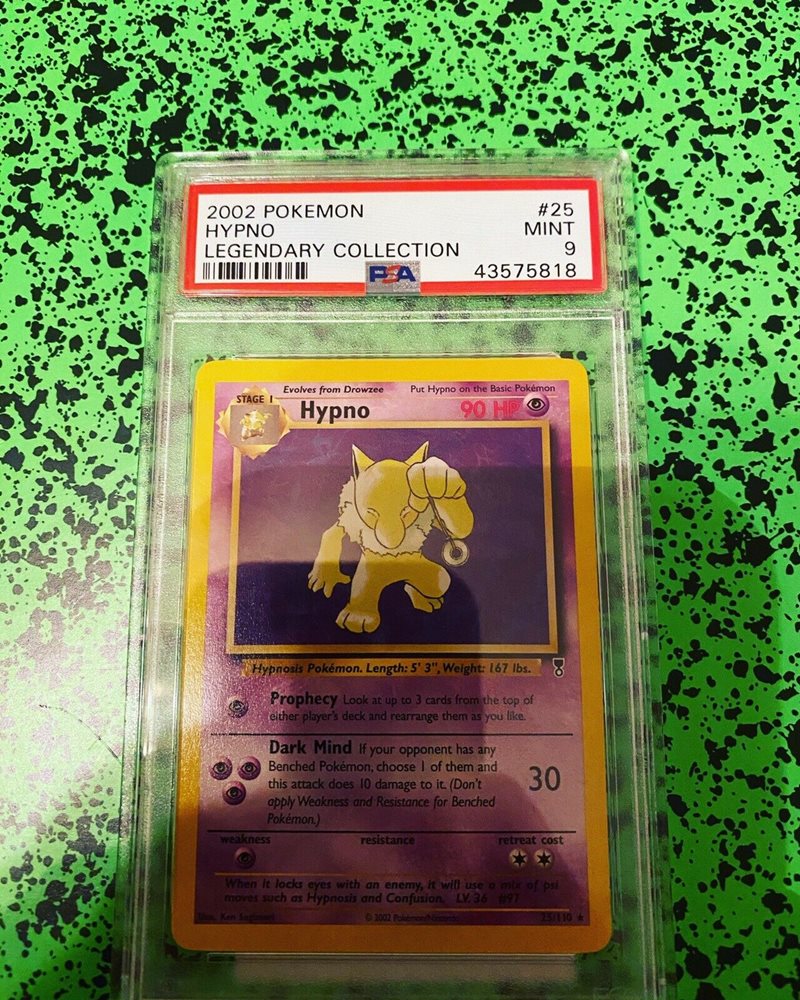 2002 POKEMON #25
HYPNO MINT
LEGENDARY COLLECTION 9
PSA 43575818
Evolves from Drowzee Put Hypno on the Basic Pokémon
STAGE 1
Hypno 90 HP
Hypnosis Pokémon. Length: 5' 3", Weight: 167 lbs.
Prophecy Look at up to 3 cards from the top of
either player's deck and rearrange them as you like.
Dark Mind If your opponent has any
Benched Pokémon, choose 1 of them and
this attack does 10 damage to it. (Don't
apply Weakness and Resistance for Benched
Pokémon.)
30
weakness resistance retreat cost
When it locks eyes with an enemy, it will use a mix of psi
moves such as Hypnosis and Confusion. LV. 36 #97
Illus. Ken Sugimori © 2002 Pokémon/Nintendo 25/110 ★